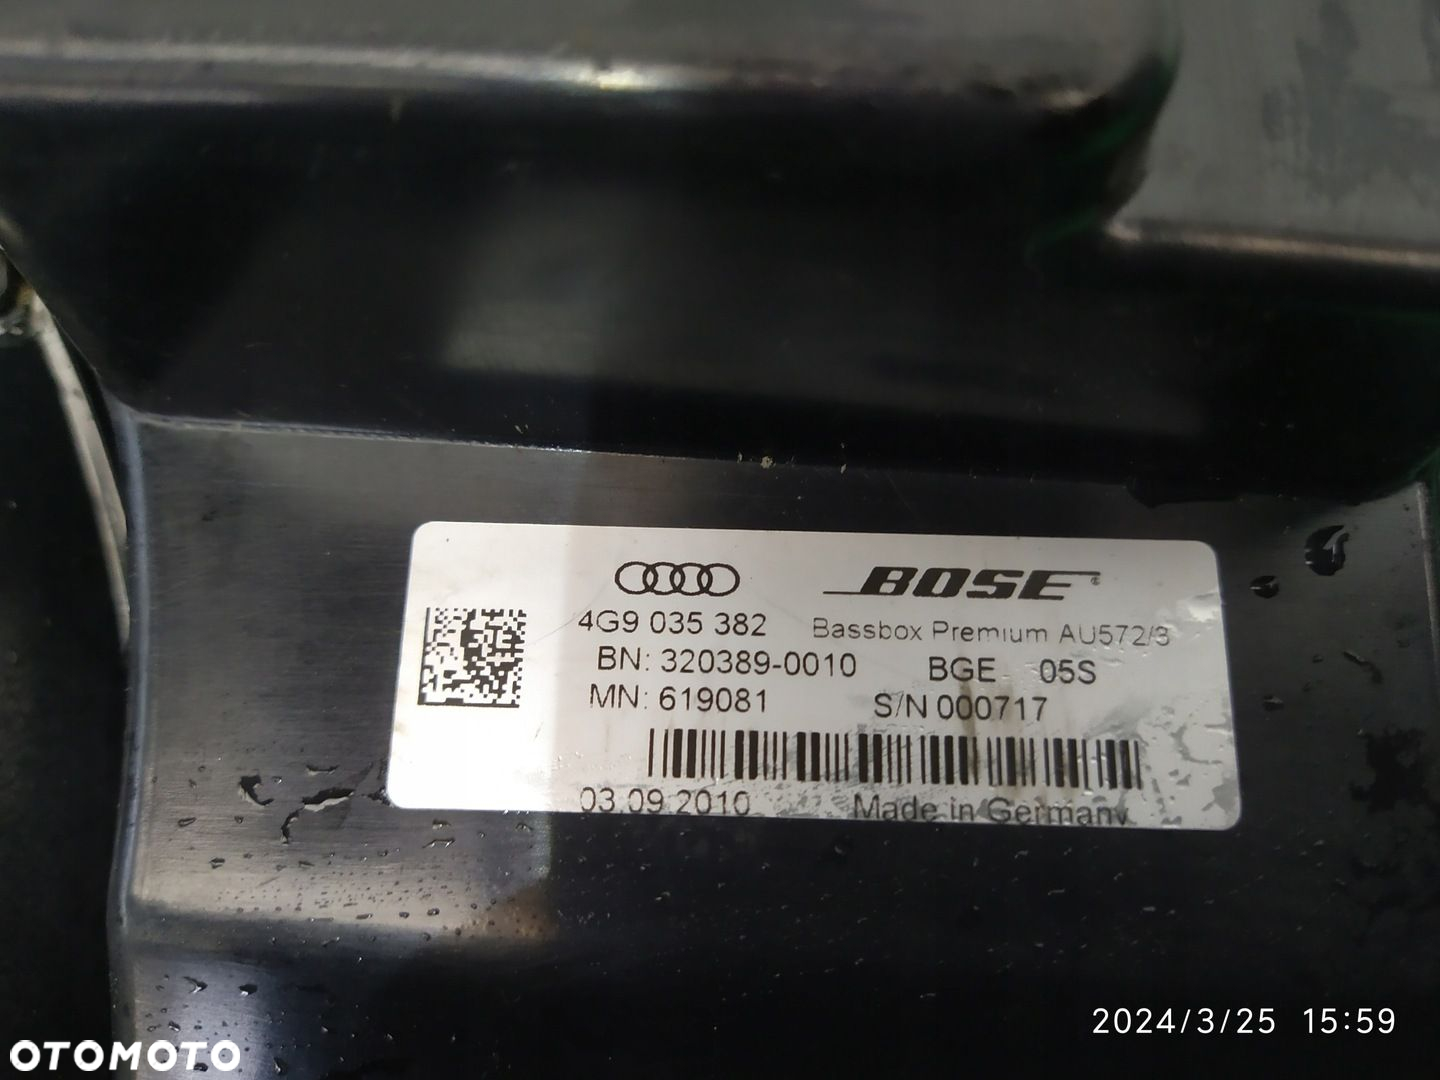 BOSE
4G9 035 382 Bassbox Premium AU572/3
BN: 320389-0010 BGE 05S
MN: 619081 S/N 000717
03.09.2010 Made in Germany
2024/3/25 15:59
OTOMOTO